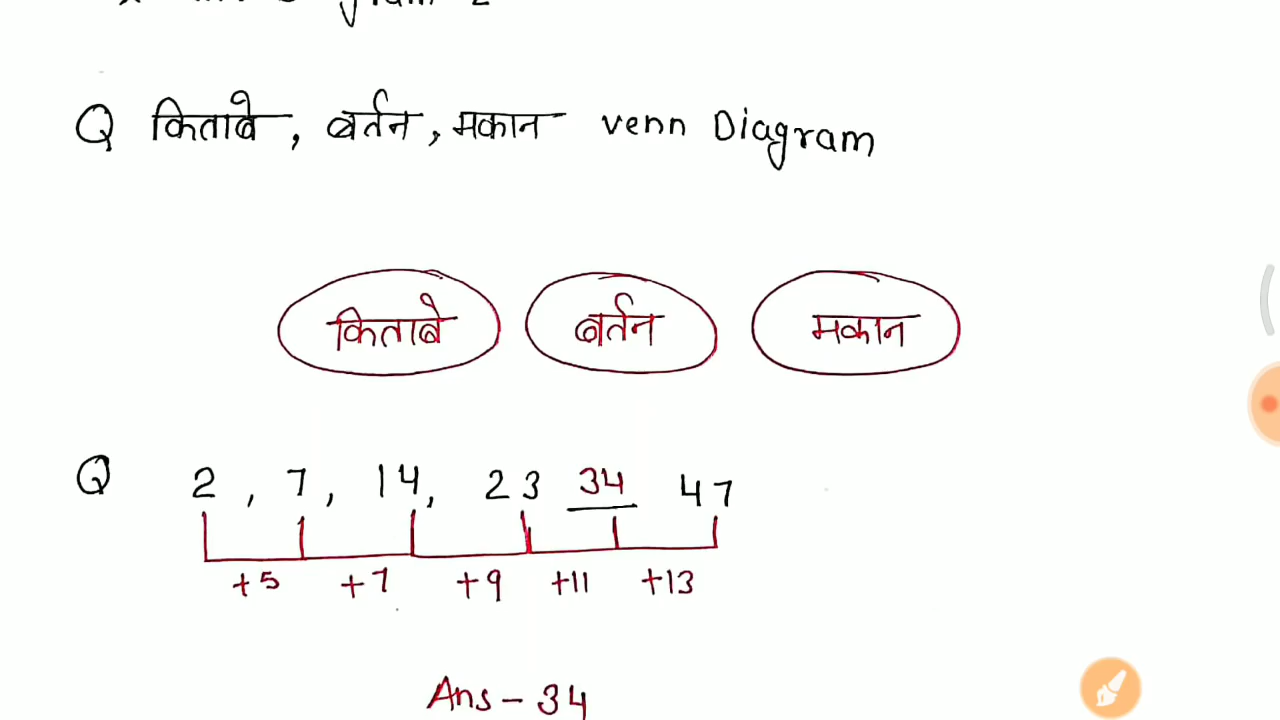 Q किताबे, बर्तन, मकान venn Diagram
किताबे बर्तन मकान
Q 2, 7, 14, 23 34 47
+5 +7 +9 +11 +13
Ans - 34